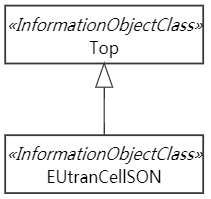 «InformationObjectClass»
Top
«InformationObjectClass»
EUtranCellSON